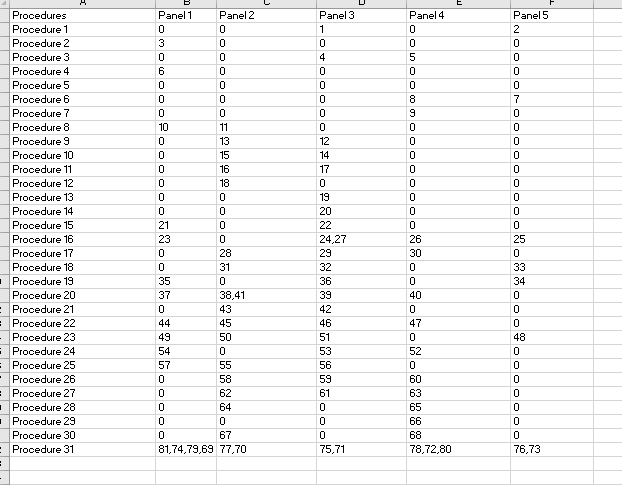 A B C D E F
Procedures Panel 1 Panel 2 Panel 3 Panel 4 Panel 5
Procedure 1 0 0 1 0 2
Procedure 2 3 0 0 0 0
Procedure 3 0 0 4 5 0
Procedure 4 6 0 0 0 0
Procedure 5 0 0 0 0 0
Procedure 6 0 0 0 8 7
Procedure 7 0 0 0 9 0
Procedure 8 10 11 0 0 0
Procedure 9 0 13 12 0 0
Procedure 10 0 15 14 0 0
Procedure 11 0 16 17 0 0
Procedure 12 0 18 0 0 0
Procedure 13 0 0 19 0 0
Procedure 14 0 0 20 0 0
Procedure 15 21 0 22 0 0
Procedure 16 23 0 24,27 26 25
Procedure 17 0 28 29 30 0
Procedure 18 0 31 32 0 33
Procedure 19 35 0 36 0 34
Procedure 20 37 38,41 39 40 0
Procedure 21 0 43 42 0 0
Procedure 22 44 45 46 47 0
Procedure 23 49 50 51 0 48
Procedure 24 54 0 53 52 0
Procedure 25 57 55 56 0 0
Procedure 26 0 58 59 60 0
Procedure 27 0 62 61 63 0
Procedure 28 0 64 0 65 0
Procedure 29 0 0 0 66 0
Procedure 30 0 67 0 68 0
Procedure 31 81,74,79,69 77,70 75,71 78,72,80 76,73